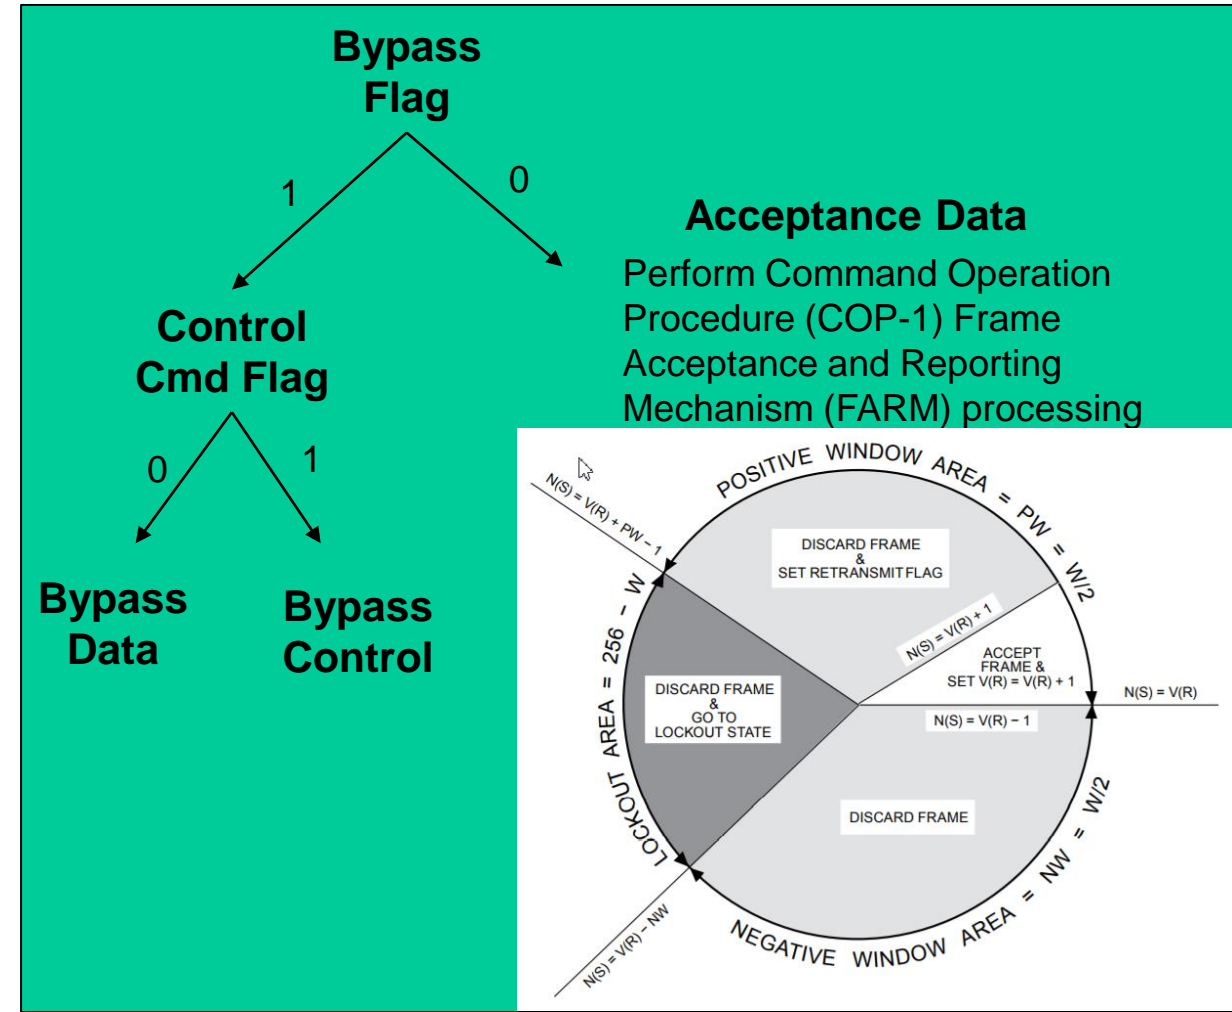 Bypass
Flag
1
0
Acceptance Data
Perform Command Operation
Procedure (COP-1) Frame
Acceptance and Reporting
Mechanism (FARM) processing
Control
Cmd Flag
0
1
Bypass
Data
Bypass
Control
POSITIVE WINDOW AREA = PW = W/2
N(S) = V(R) + PW − 1
DISCARD FRAME
&
SET RETRANSMIT FLAG
N(S) = V(R) + 1
ACCEPT
FRAME &
SET V(R) = V(R) + 1
N(S) = V(R)
N(S) = V(R) − 1
LOCKOUT AREA = 256 − W
DISCARD FRAME
&
GO TO
LOCKOUT STATE
DISCARD FRAME
N(S) = V(R) − NW
NEGATIVE WINDOW AREA = NW = W/2